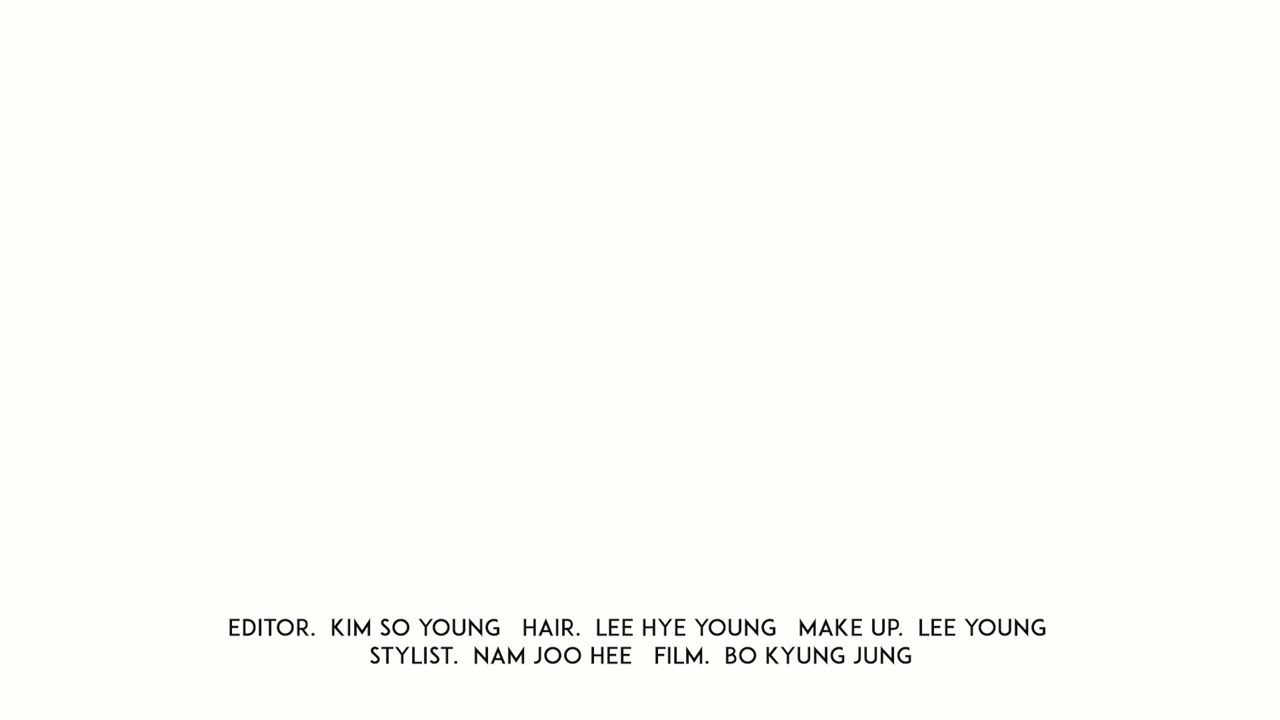 EDITOR. KIM SO YOUNG HAIR. LEE HYE YOUNG MAKE UP. LEE YOUNG
STYLIST. NAM JOO HEE FILM. BO KYUNG JUNG